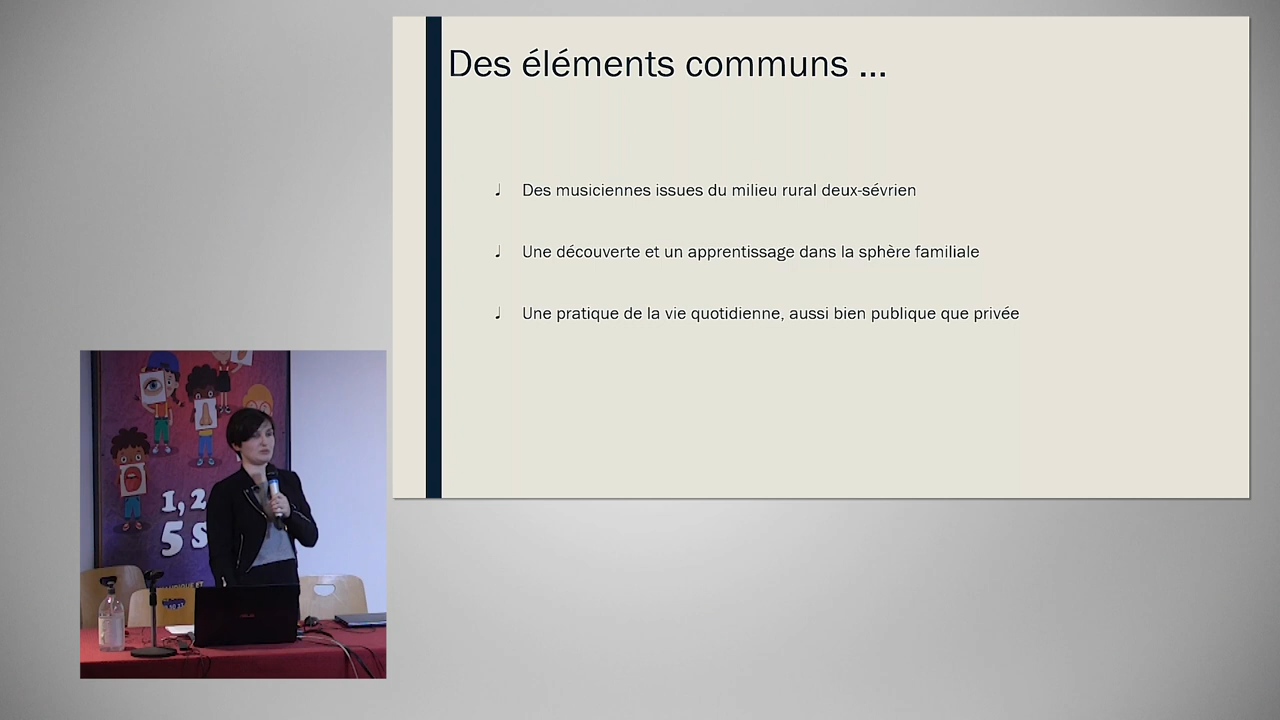 Des éléments communs ...
♩ Des musiciennes issues du milieu rural deux-sévrien
♩ Une découverte et un apprentissage dans la sphère familiale
♩ Une pratique de la vie quotidienne, aussi bien publique que privée
1, 2
5 S